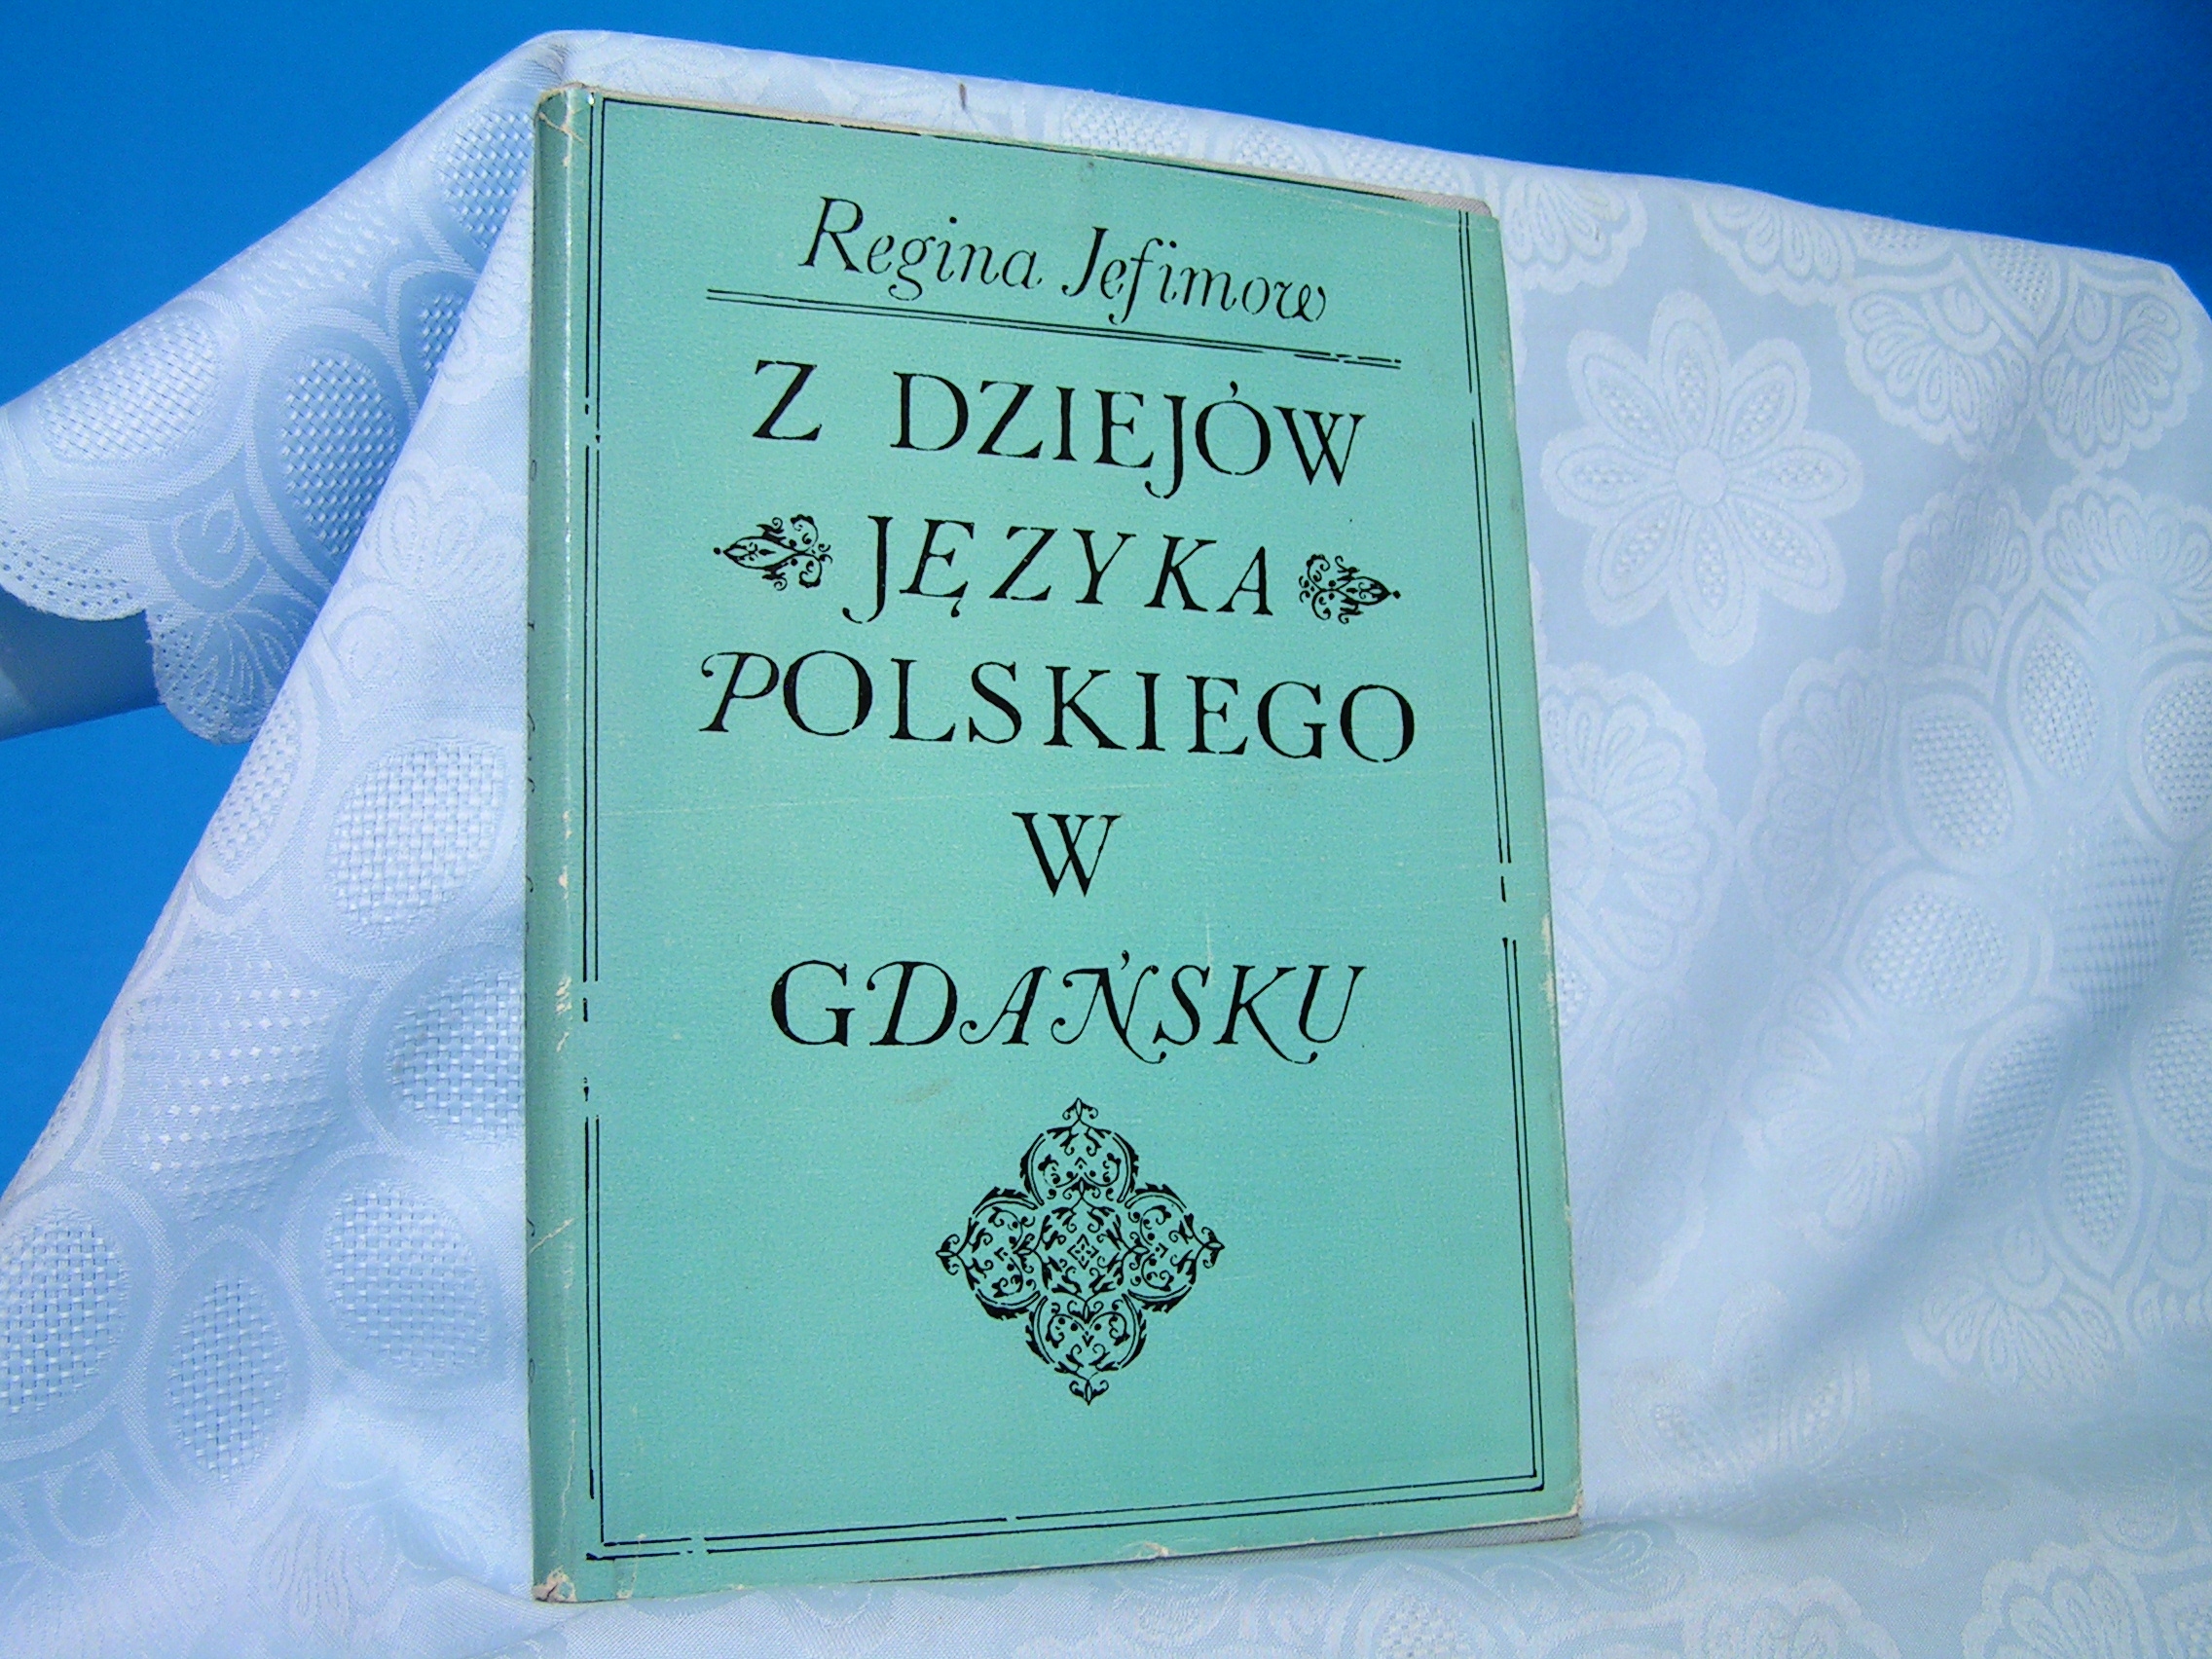 Regina Jefimow
Z DZIEJÓW
JĘZYKA
POLSKIEGO
W
GDAŃSKU